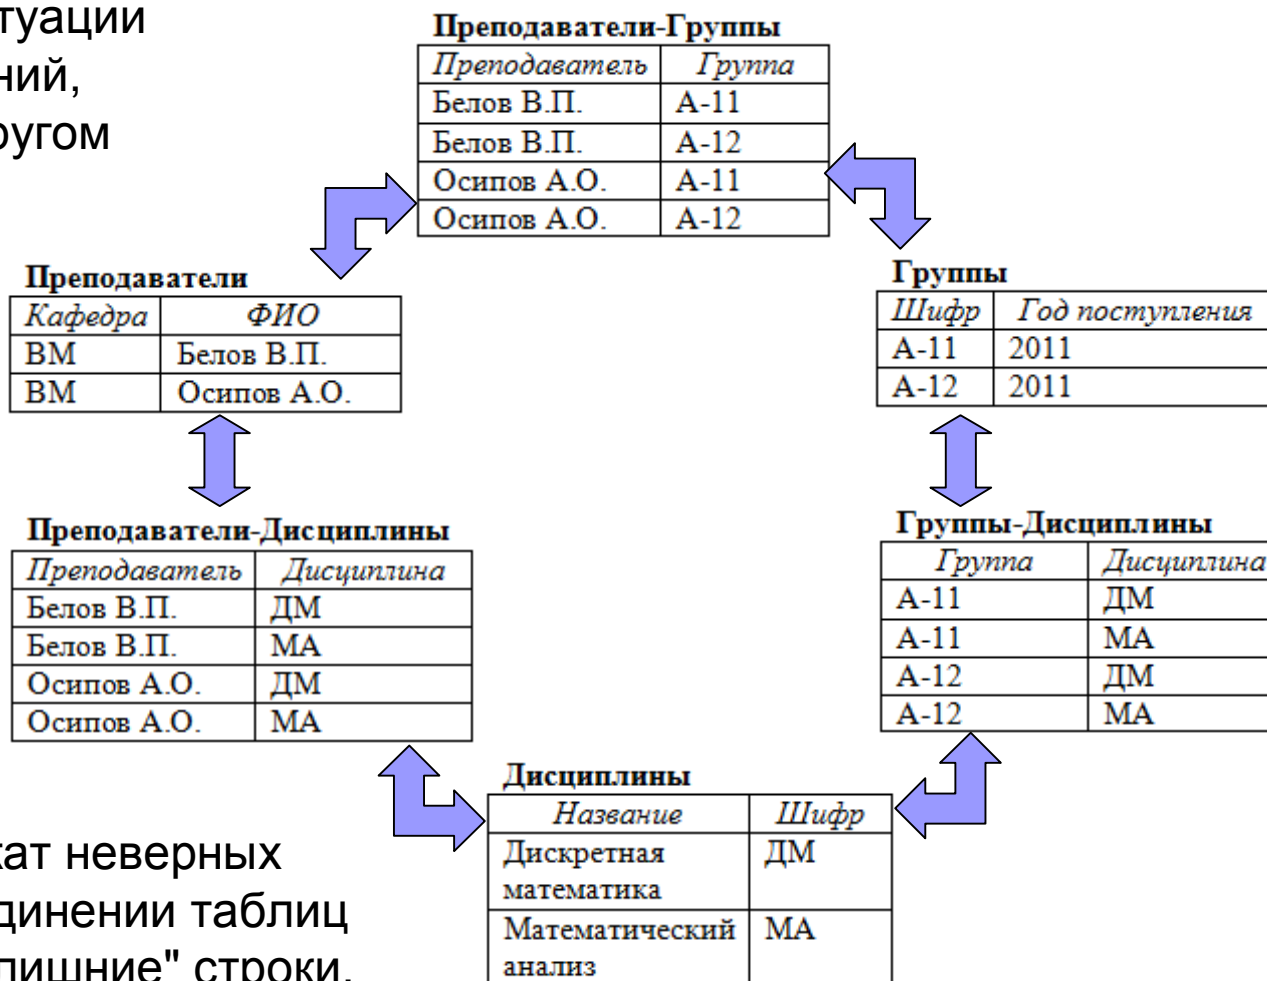 туации
ний,
ругом
Преподаватели-Группы
Преподаватель Группа
Белов В.П. А-11
Белов В.П. А-12
Осипов А.О. А-11
Осипов А.О. А-12
Преподаватели
Кафедра ФИО
ВМ Белов В.П.
ВМ Осипов А.О.
Группы
Шифр Год поступления
А-11 2011
А-12 2011
Преподаватели-Дисциплины
Преподаватель Дисциплина
Белов В.П. ДМ
Белов В.П. МА
Осипов А.О. ДМ
Осипов А.О. МА
Группы-Дисциплины
Группа Дисциплина
А-11 ДМ
А-11 МА
А-12 ДМ
А-12 МА
Дисциплины
Название Шифр
Дискретная ДМ
математика
Математический МА
анализ
кат неверных
динении таблиц
лишние" строки.